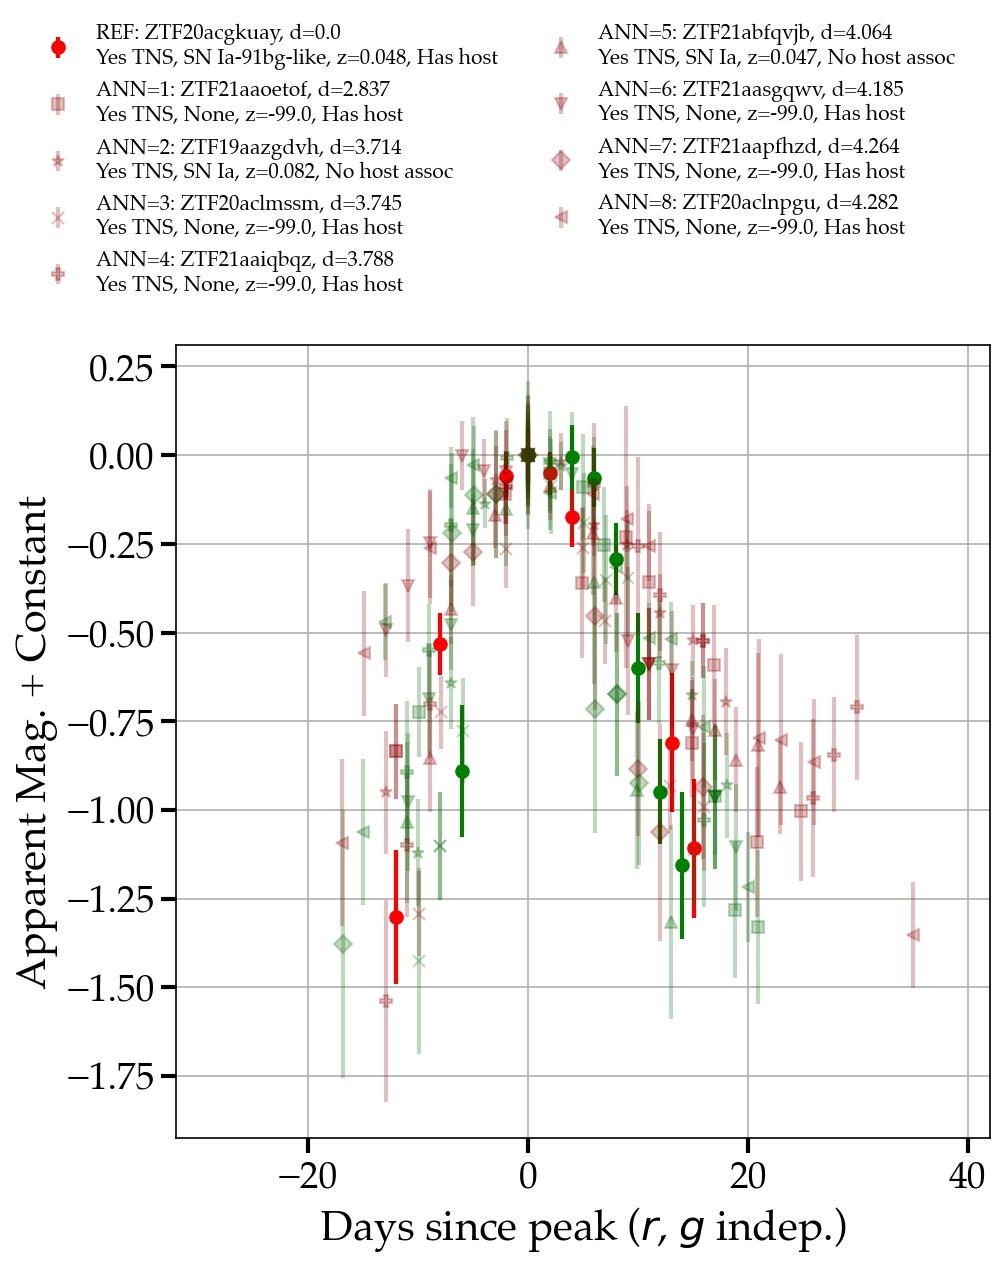 REF: ZTF20acgkuay, d=0.0
Yes TNS, SN Ia-91bg-like, z=0.048, Has host
ANN=1: ZTF21aaoetof, d=2.837
Yes TNS, None, z=-99.0, Has host
ANN=2: ZTF19aazgdvh, d=3.714
Yes TNS, SN Ia, z=0.082, No host assoc
ANN=3: ZTF20aclmssm, d=3.745
Yes TNS, None, z=-99.0, Has host
ANN=4: ZTF21aaiqbqz, d=3.788
Yes TNS, None, z=-99.0, Has host
ANN=5: ZTF21abfqvjb, d=4.064
Yes TNS, SN Ia, z=0.047, No host assoc
ANN=6: ZTF21aasgqwv, d=4.185
Yes TNS, None, z=-99.0, Has host
ANN=7: ZTF21aapfhzd, d=4.264
Yes TNS, None, z=-99.0, Has host
ANN=8: ZTF20aclnpgu, d=4.282
Yes TNS, None, z=-99.0, Has host
Apparent Mag. + Constant
0.25
0.00
−0.25
−0.50
−0.75
−1.00
−1.25
−1.50
−1.75
−20
0
20
40
Days since peak (r, g indep.)